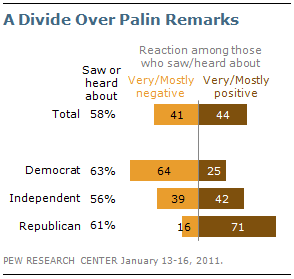 A Divide Over Palin Remarks
Reaction among those
who saw/heard about
Saw or
heard
about
Very/Mostly
negative
Very/Mostly
positive
Total 58% 41 44
Democrat 63% 64 25
Independent 56% 39 42
Republican 61% 16 71
PEW RESEARCH CENTER January 13-16, 2011.